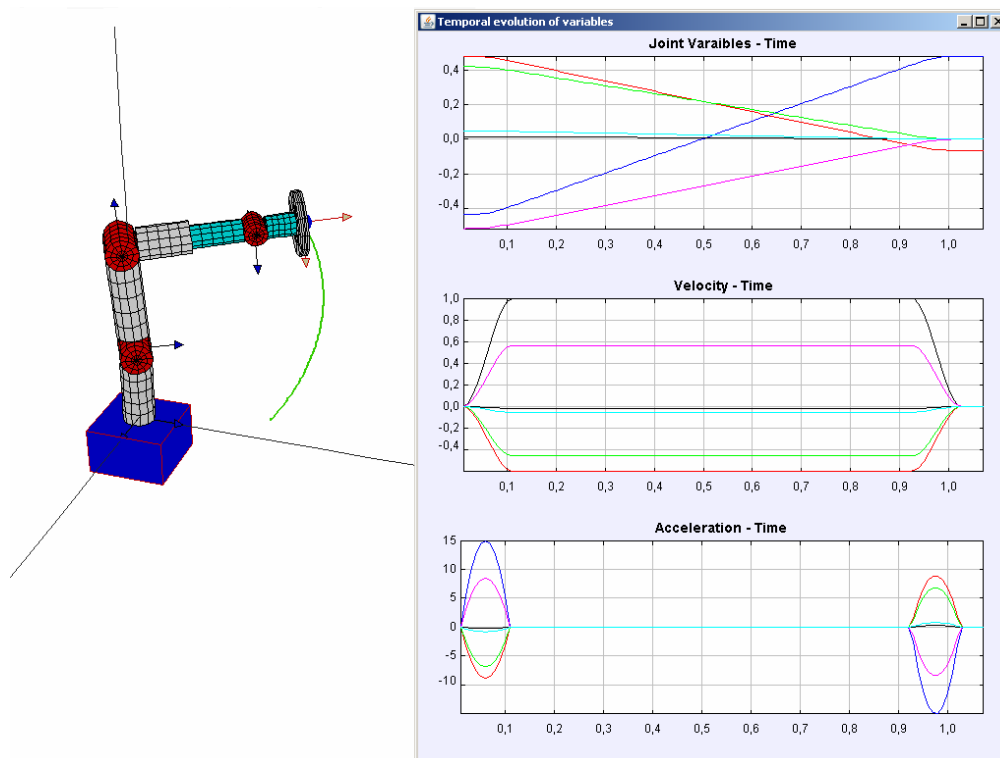 Temporal evolution of variables
Joint Varaibles - Time
0,4
0,2
0,0
-0,2
-0,4
0,1 0,2 0,3 0,4 0,5 0,6 0,7 0,8 0,9 1,0
Velocity - Time
1,0
0,8
0,6
0,4
0,2
0,0
-0,2
-0,4
0,1 0,2 0,3 0,4 0,5 0,6 0,7 0,8 0,9 1,0
Acceleration - Time
15
10
5
0
-5
-10
0,1 0,2 0,3 0,4 0,5 0,6 0,7 0,8 0,9 1,0